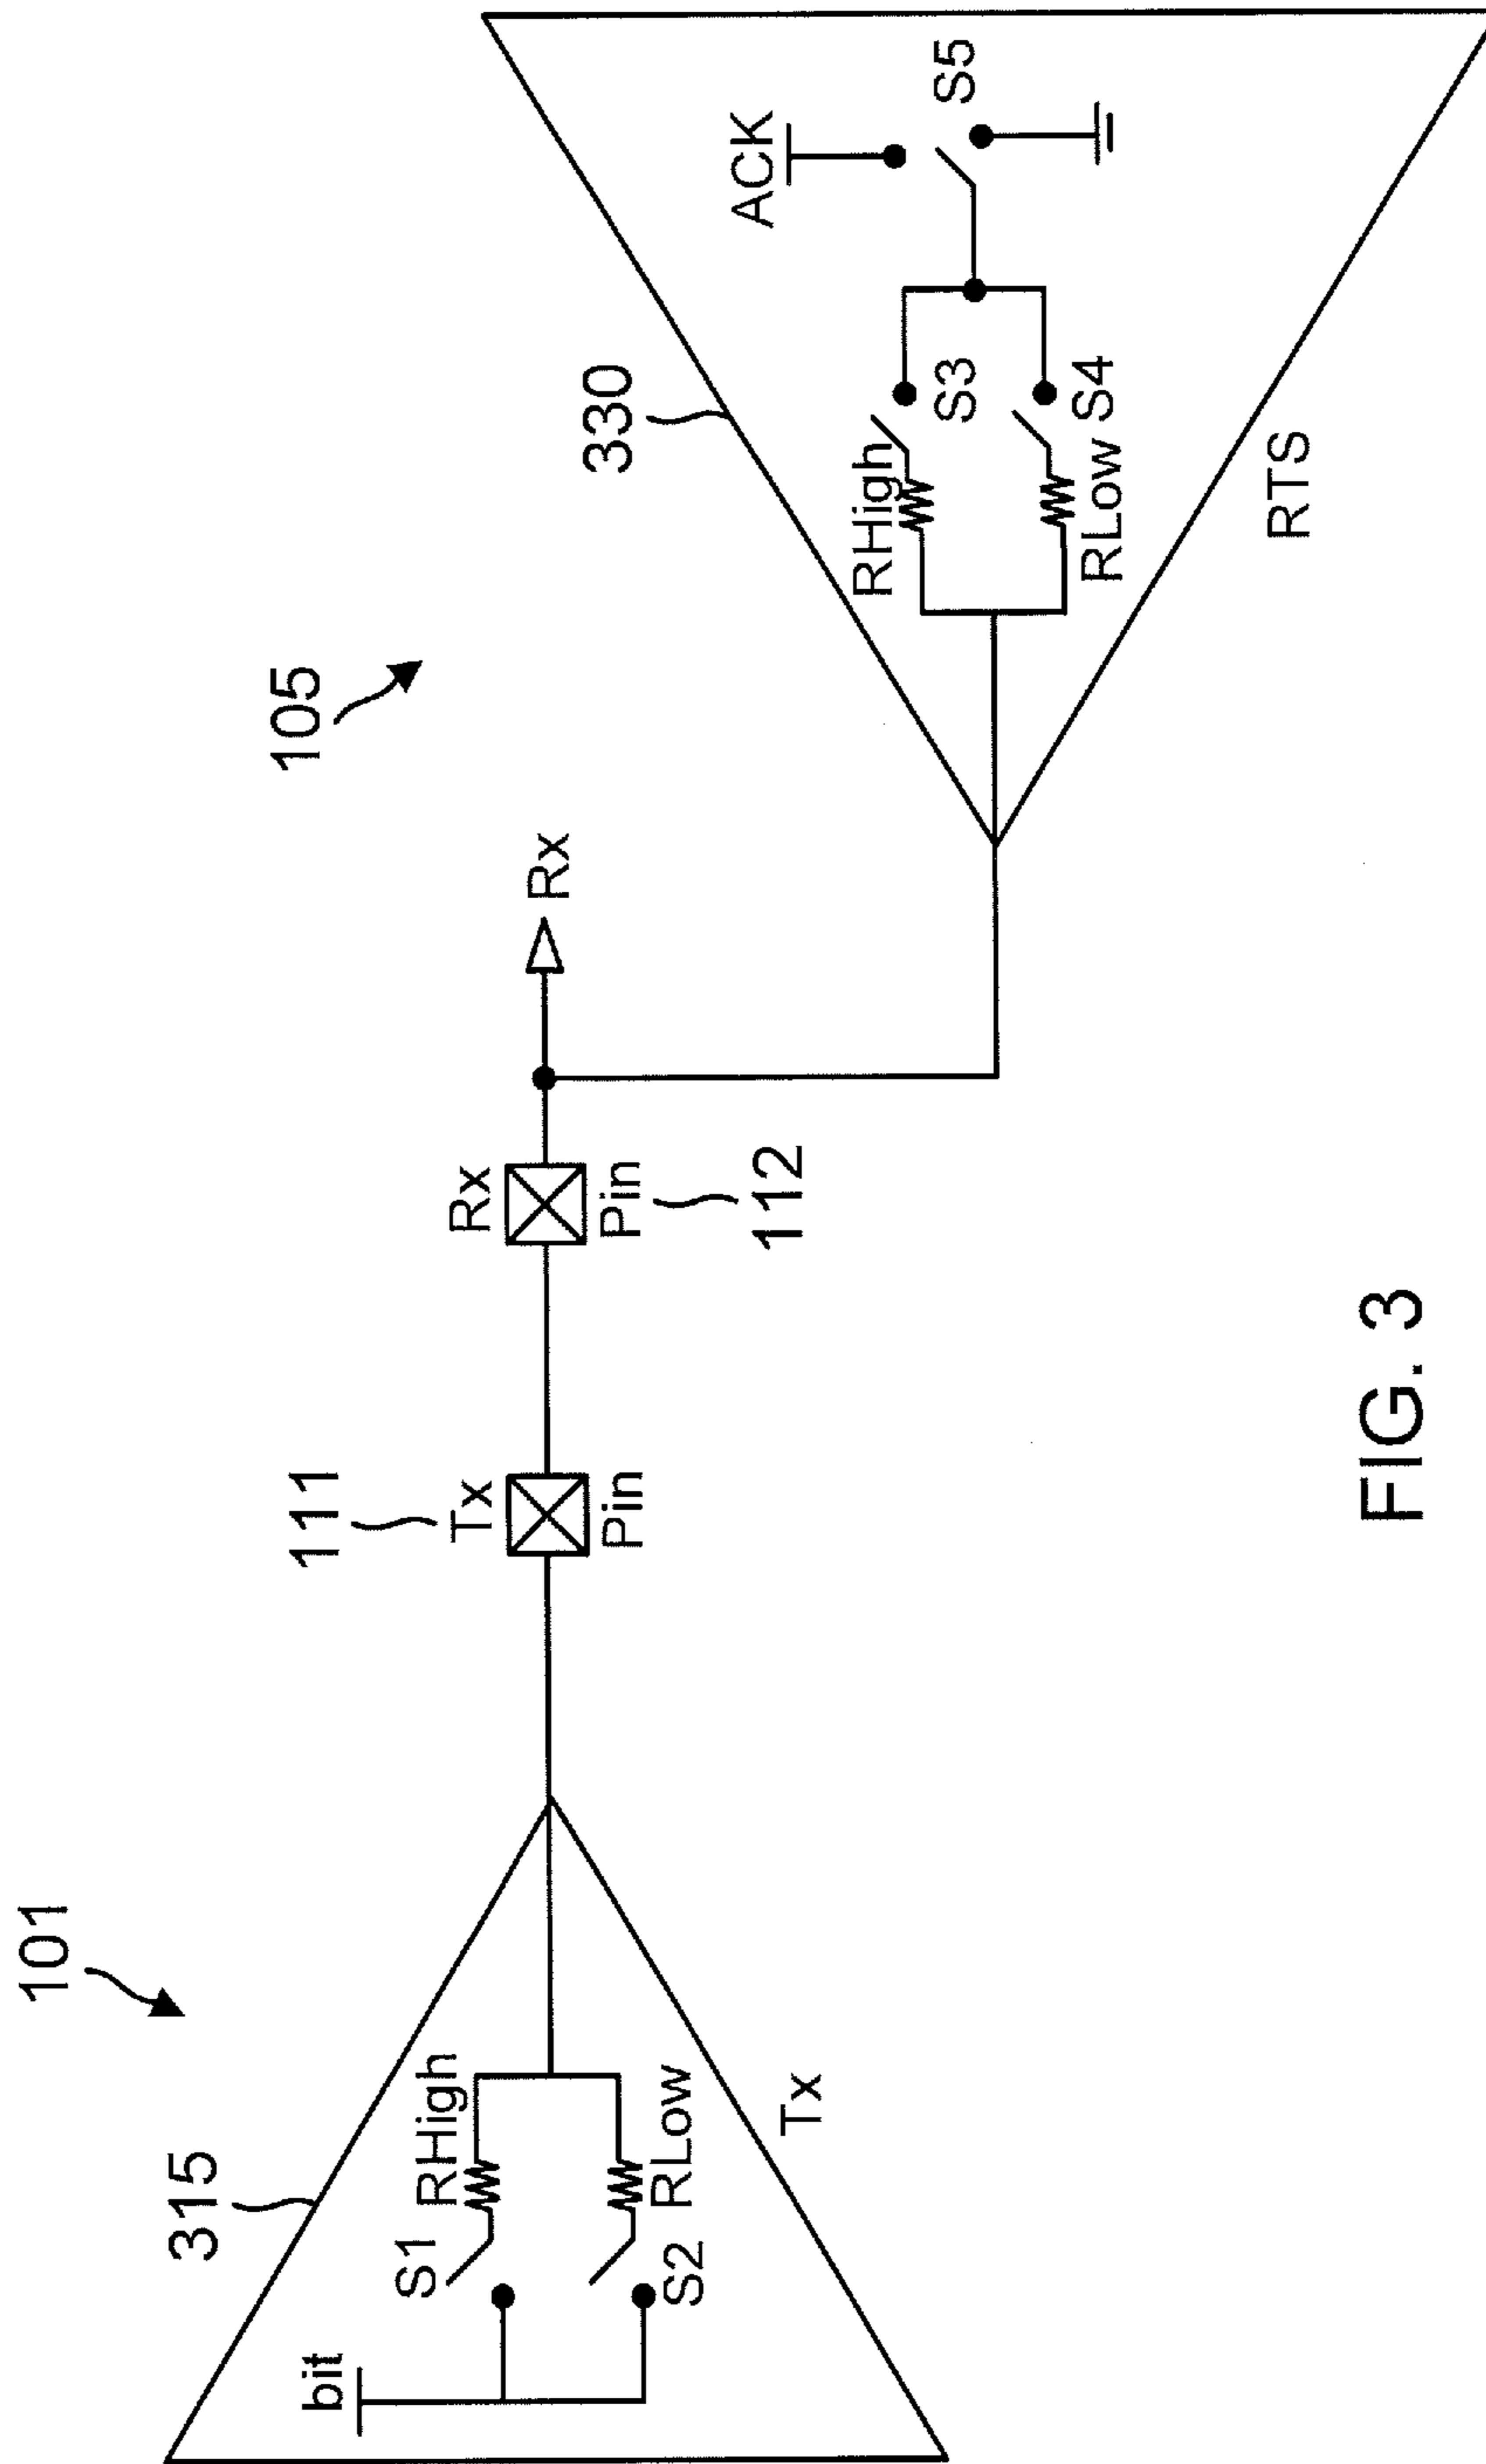 101
315
bit
S1
RHigh
S2
RLow
Tx
111
Tx
Pin
Rx
Pin
112
Rx
105
330
RHigh
S3
RLow
S4
ACK
S5
RTS
FIG. 3